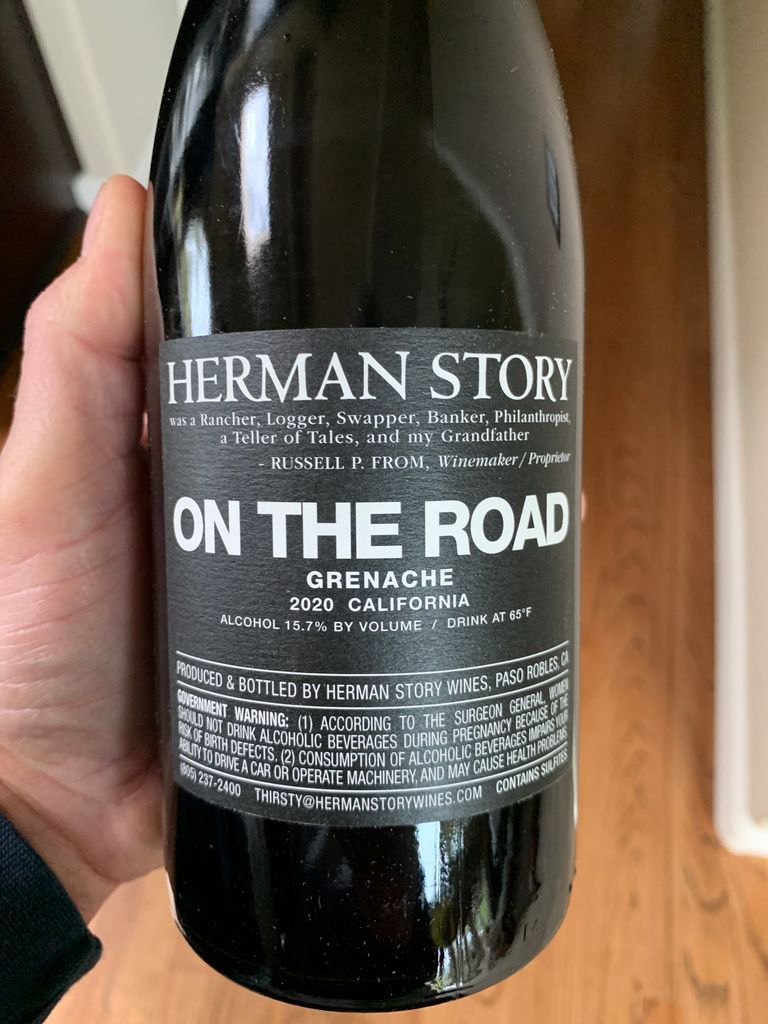 HERMAN STORY
was a Rancher, Logger, Swapper, Banker, Philanthropist,
a Teller of Tales, and my Grandfather
- RUSSELL P. FROM, Winemaker / Proprietor
ON THE ROAD
GRENACHE
2020 CALIFORNIA
ALCOHOL 15.7% BY VOLUME / DRINK AT 65°F
PRODUCED & BOTTLED BY HERMAN STORY WINES, PASO ROBLES, CA
GOVERNMENT WARNING: (1) ACCORDING TO THE SURGEON GENERAL, WOMEN
SHOULD NOT DRINK ALCOHOLIC BEVERAGES DURING PREGNANCY BECAUSE OF THE
RISK OF BIRTH DEFECTS. (2) CONSUMPTION OF ALCOHOLIC BEVERAGES IMPAIRS YOUR
ABILITY TO DRIVE A CAR OR OPERATE MACHINERY, AND MAY CAUSE HEALTH PROBLEMS.
(805) 237-2400 THIRSTY@HERMANSTORYWINES.COM CONTAINS SULFITES